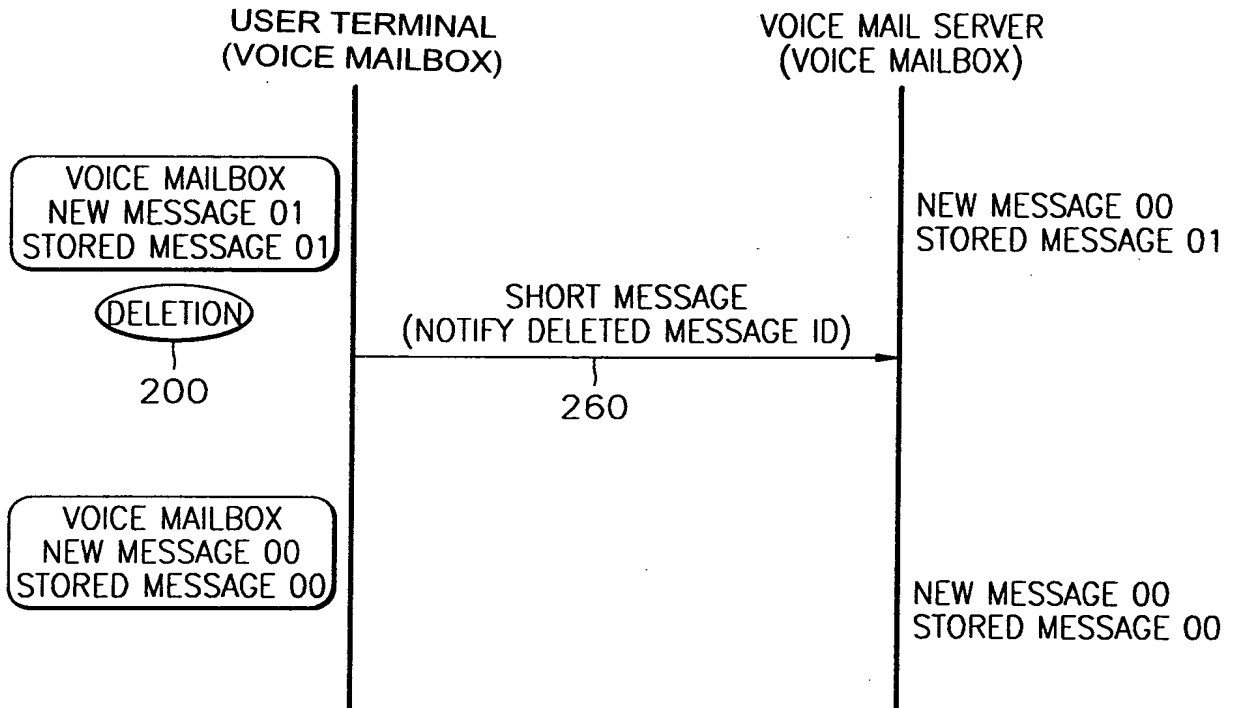 USER TERMINAL
(VOICE MAILBOX)
VOICE MAIL SERVER
(VOICE MAILBOX)
VOICE MAILBOX
NEW MESSAGE 01
STORED MESSAGE 01
NEW MESSAGE 00
STORED MESSAGE 01
DELETION
200
SHORT MESSAGE
(NOTIFY DELETED MESSAGE ID)
260
VOICE MAILBOX
NEW MESSAGE 00
STORED MESSAGE 00
NEW MESSAGE 00
STORED MESSAGE 00